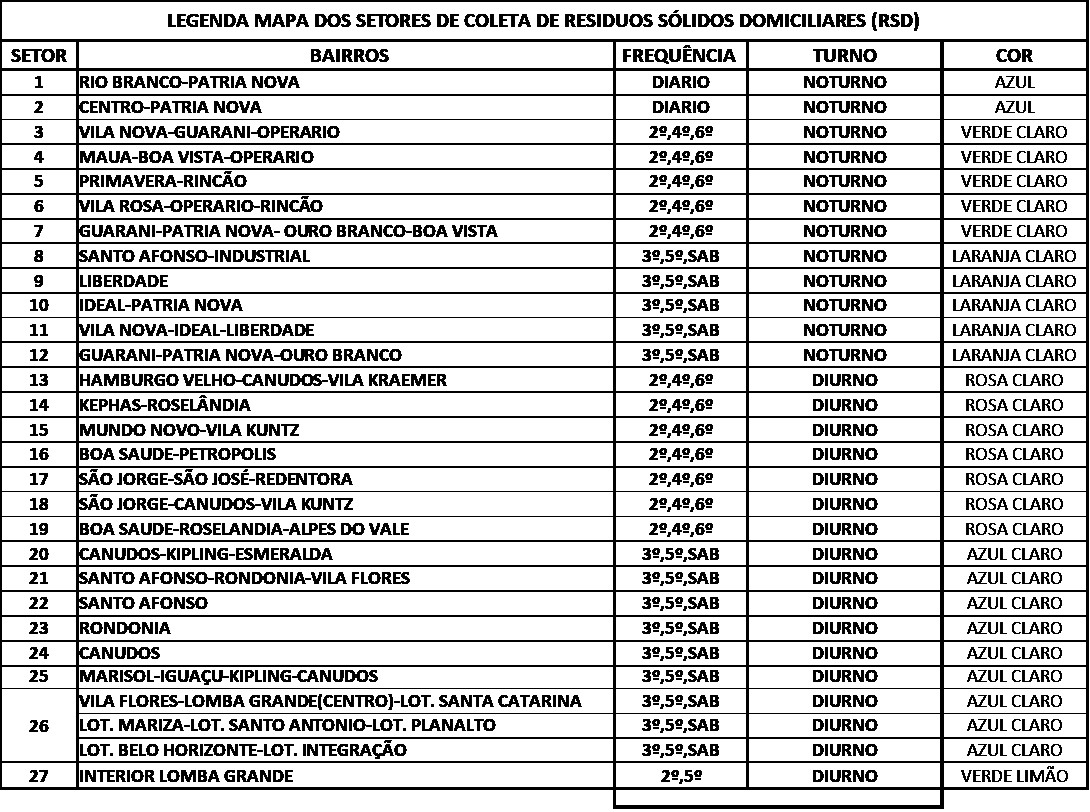 LEGENDA MAPA DOS SETORES DE COLETA DE RESIDUOS SÓLIDOS DOMICILIARES (RSD)
SETOR BAIRROS FREQUÊNCIA TURNO COR
1 RIO BRANCO-PATRIA NOVA DIARIO NOTURNO AZUL
2 CENTRO-PATRIA NOVA DIARIO NOTURNO AZUL
3 VILA NOVA-GUARANI-OPERARIO 2º,4º,6º NOTURNO VERDE CLARO
4 MAUA-BOA VISTA-OPERARIO 2º,4º,6º NOTURNO VERDE CLARO
5 PRIMAVERA-RINCÃO 2º,4º,6º NOTURNO VERDE CLARO
6 VILA ROSA-OPERARIO-RINCÃO 2º,4º,6º NOTURNO VERDE CLARO
7 GUARANI-PATRIA NOVA- OURO BRANCO-BOA VISTA 2º,4º,6º NOTURNO VERDE CLARO
8 SANTO AFONSO-INDUSTRIAL 3º,5º,SAB NOTURNO LARANJA CLARO
9 LIBERDADE 3º,5º,SAB NOTURNO LARANJA CLARO
10 IDEAL-PATRIA NOVA 3º,5º,SAB NOTURNO LARANJA CLARO
11 VILA NOVA-IDEAL-LIBERDADE 3º,5º,SAB NOTURNO LARANJA CLARO
12 GUARANI-PATRIA NOVA-OURO BRANCO 3º,5º,SAB NOTURNO LARANJA CLARO
13 HAMBURGO VELHO-CANUDOS-VILA KRAEMER 2º,4º,6º DIURNO ROSA CLARO
14 KEPHAS-ROSELÂNDIA 2º,4º,6º DIURNO ROSA CLARO
15 MUNDO NOVO-VILA KUNTZ 2º,4º,6º DIURNO ROSA CLARO
16 BOA SAUDE-PETROPOLIS 2º,4º,6º DIURNO ROSA CLARO
17 SÃO JORGE-SÃO JOSÉ-REDENTORA 2º,4º,6º DIURNO ROSA CLARO
18 SÃO JORGE-CANUDOS-VILA KUNTZ 2º,4º,6º DIURNO ROSA CLARO
19 BOA SAUDE-ROSELANDIA-ALPES DO VALE 2º,4º,6º DIURNO ROSA CLARO
20 CANUDOS-KIPLING-ESMERALDA 3º,5º,SAB DIURNO AZUL CLARO
21 SANTO AFONSO-RONDONIA-VILA FLORES 3º,5º,SAB DIURNO AZUL CLARO
22 SANTO AFONSO 3º,5º,SAB DIURNO AZUL CLARO
23 RONDONIA 3º,5º,SAB DIURNO AZUL CLARO
24 CANUDOS 3º,5º,SAB DIURNO AZUL CLARO
25 MARISOL-IGUAÇU-KIPLING-CANUDOS 3º,5º,SAB DIURNO AZUL CLARO
VILA FLORES-LOMBA GRANDE(CENTRO)-LOT. SANTA CATARINA 3º,5º,SAB DIURNO AZUL CLARO
26 LOT. MARIZA-LOT. SANTO ANTONIO-LOT. PLANALTO 3º,5º,SAB DIURNO AZUL CLARO
LOT. BELO HORIZONTE-LOT. INTEGRAÇÃO 3º,5º,SAB DIURNO AZUL CLARO
27 INTERIOR LOMBA GRANDE 2º,5º DIURNO VERDE LIMÃO